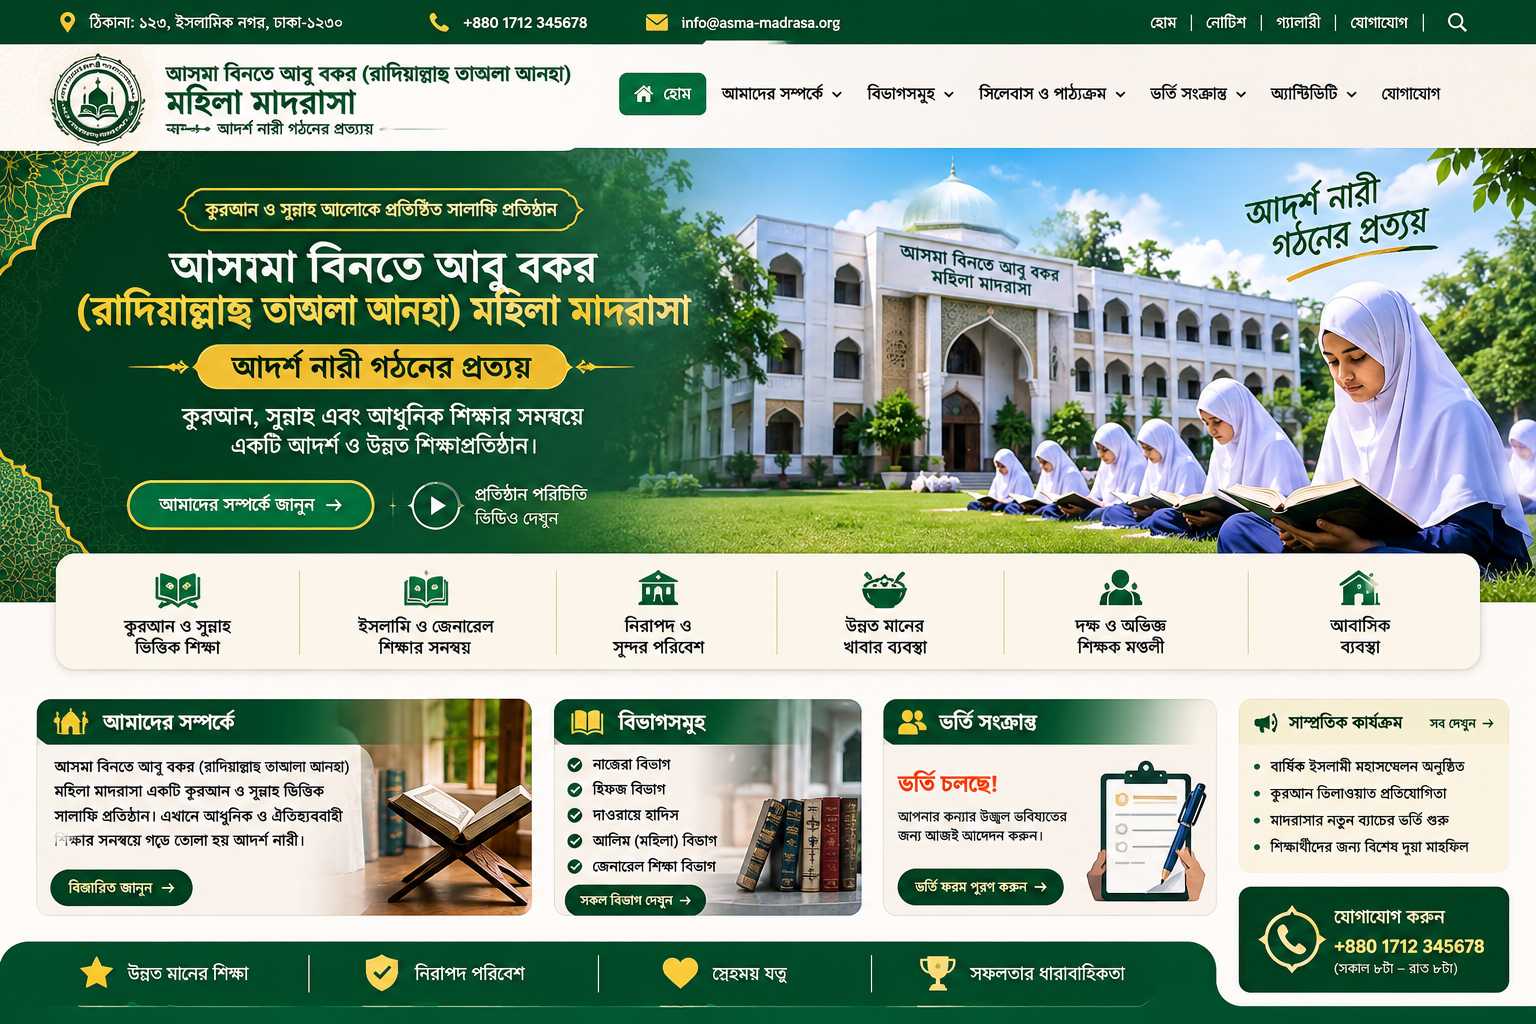 ঠিকানা: ১২৩, ইসলামিক নগর, ঢাকা-১২৩০
+880 1712 345678
info@asma-madrasa.org
হোম | নোটিশ | গ্যালারী | যোগাযোগ |
আসমা বিনতে আবু বকর (রাদিয়াল্লাহু তাঅলা আনহা)
মহিলা মাদরাসা
আদর্শ নারী গঠনের প্রত্যয়
হোম
আমাদের সম্পর্কে
বিভাগসমূহ
সিলেবাস ও পাঠ্যক্রম
ভর্তি সংক্রান্ত
অ্যান্টিভিটি
যোগাযোগ
কুরআন ও সুন্নাহ আলোকে প্রতিষ্ঠিত সালাফি প্রতিষ্ঠান
আসমা বিনতে আবু বকর
(রাদিয়াল্লাহু তাঅলা আনহা) মহিলা মাদরাসা
আদর্শ নারী গঠনের প্রত্যয়
কুরআন, সুন্নাহ এবং আধুনিক শিক্ষার সমন্বয়ে
একটি আদর্শ ও উন্নত শিক্ষাপ্রতিষ্ঠান।
আমাদের সম্পর্কে জানুন →
প্রতিষ্ঠান পরিচিতি
ভিডিও দেখুন
আসমা বিনতে আবু বকর
মহিলা মাদরাসা
আদর্শ নারী
গঠনের প্রত্যয়
কুরআন ও সুন্নাহ
ভিত্তিক শিক্ষা
ইসলামি ও জেনারেল
শিক্ষার সনন্বয়
নিরাপদ ও
সুন্দর পরিবেশ
উন্নত মানের
খাবার ব্যবস্থা
দক্ষ ও অভিজ্ঞ
শিক্ষক মণ্ডলী
আবাসিক
ব্যবস্থা
আমাদের সম্পর্কে
আসমা বিনতে আবু বকর (রাদিয়াল্লাহ তাআলা আনহা)
মহিলা মাদরাসা একটি কুরআন ও সুন্নাহ ভিত্তিক
সালাফি প্রতিষ্ঠান। এখানে আধুনিক ও ঐতিহ্যববাহী
শিক্ষার সনন্বয়ে গড়ে তোলা হয় আদর্শ নারী।
বিজারিত জানুন →
বিভাগসমূহ
নাজেরা বিভাগ
হিফজ বিভাগ
দাওরায়ে হাদিস
আলিম (মহিলা) বিভাগ
জেনারেল শিক্ষা বিভাগ
সকল বিভাগ দেখুন →
ভর্তি সংক্রান্ত
ভর্তি চলছে!
আপনার কন্যার উজ্জ্বল ভবিষ্যতের
জন্য আজই আদেদন করুন।
ভর্তি ফরম পুরণ করুন →
সাম্প্রতিক কার্যক্রম
সব দেখুন →
বার্ষিক ইসলামী মহাসম্মেলন অনুষ্ঠিত
কুরআন তিলাওয়াত প্রতিযোগিতা
মাদরাসার নতুন ব্যাচের ভর্তি শুরু
শিক্ষার্থীদের জন্য বিশেষ দুয়া মাহফিল
যোগাযোগ করুন
+880 1712 345678
(সকাল ৮টা – রাত ৮টা)
উন্নত মানের শিক্ষা
নিরাপদ পরিবেশ
স্নেহময় যত্ন
সফলতার ধারাবাহিকতা